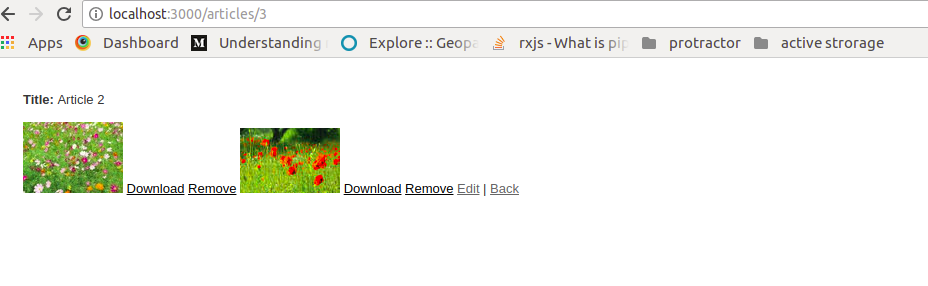 localhost:3000/articles/3
Apps Dashboard M Understanding Explore :: Geopa rxjs - What is pip protractor active strorage
Title: Article 2
Download Remove Download Remove Edit | Back